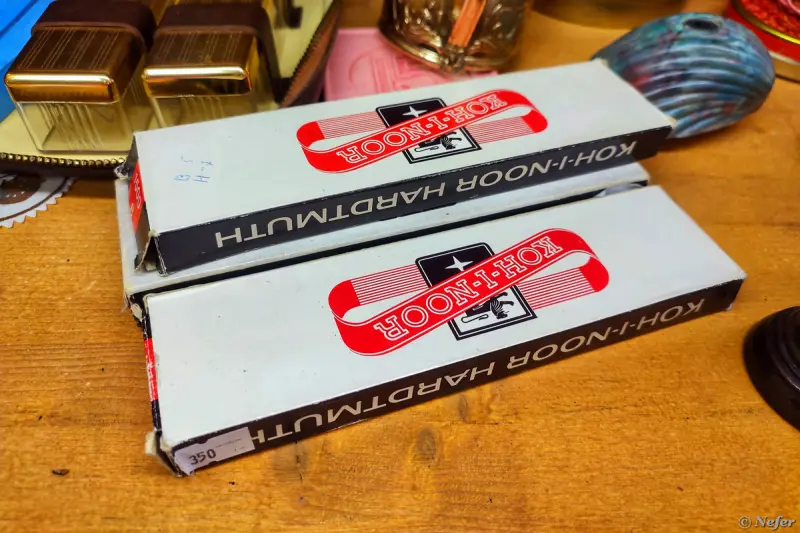 KOH-I-NOOR
KOH-I-NOOR HARDTMUTH
KOH-I-NOOR
KOH-I-NOOR HARDTMUTH
350
© Nefer